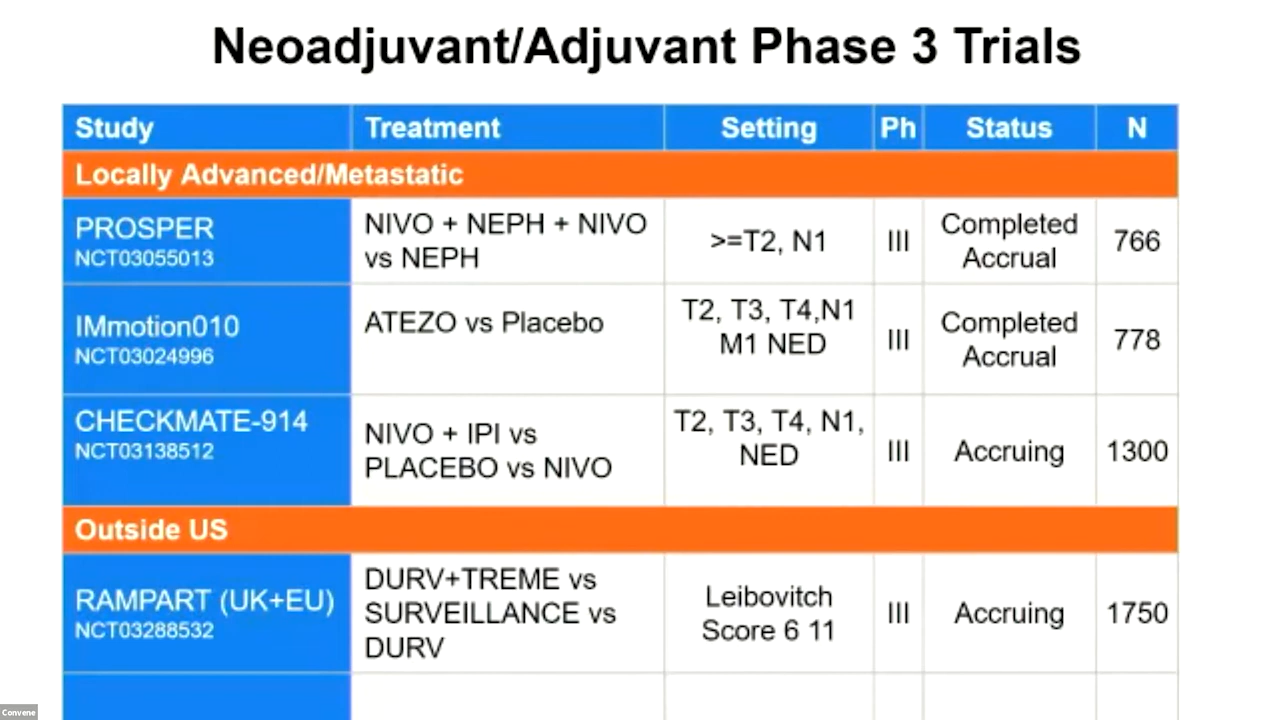 Neoadjuvant/Adjuvant Phase 3 Trials
Study Treatment Setting Ph Status N
Locally Advanced/Metastatic
PROSPER
NCT03055013
NIVO + NEPH + NIVO
vs NEPH
>=T2, N1
III
Completed
Accrual
766
IMmotion010
NCT03024996
ATEZO vs Placebo
T2, T3, T4,N1
M1 NED
III
Completed
Accrual
778
CHECKMATE-914
NCT03138512
NIVO + IPI vs
PLACEBO vs NIVO
T2, T3, T4, N1,
NED
III
Accruing
1300
Outside US
RAMPART (UK+EU)
NCT03288532
DURV+TREME vs
SURVEILLANCE vs
DURV
Leibovitch
Score 6 11
III
Accruing
1750
Convene